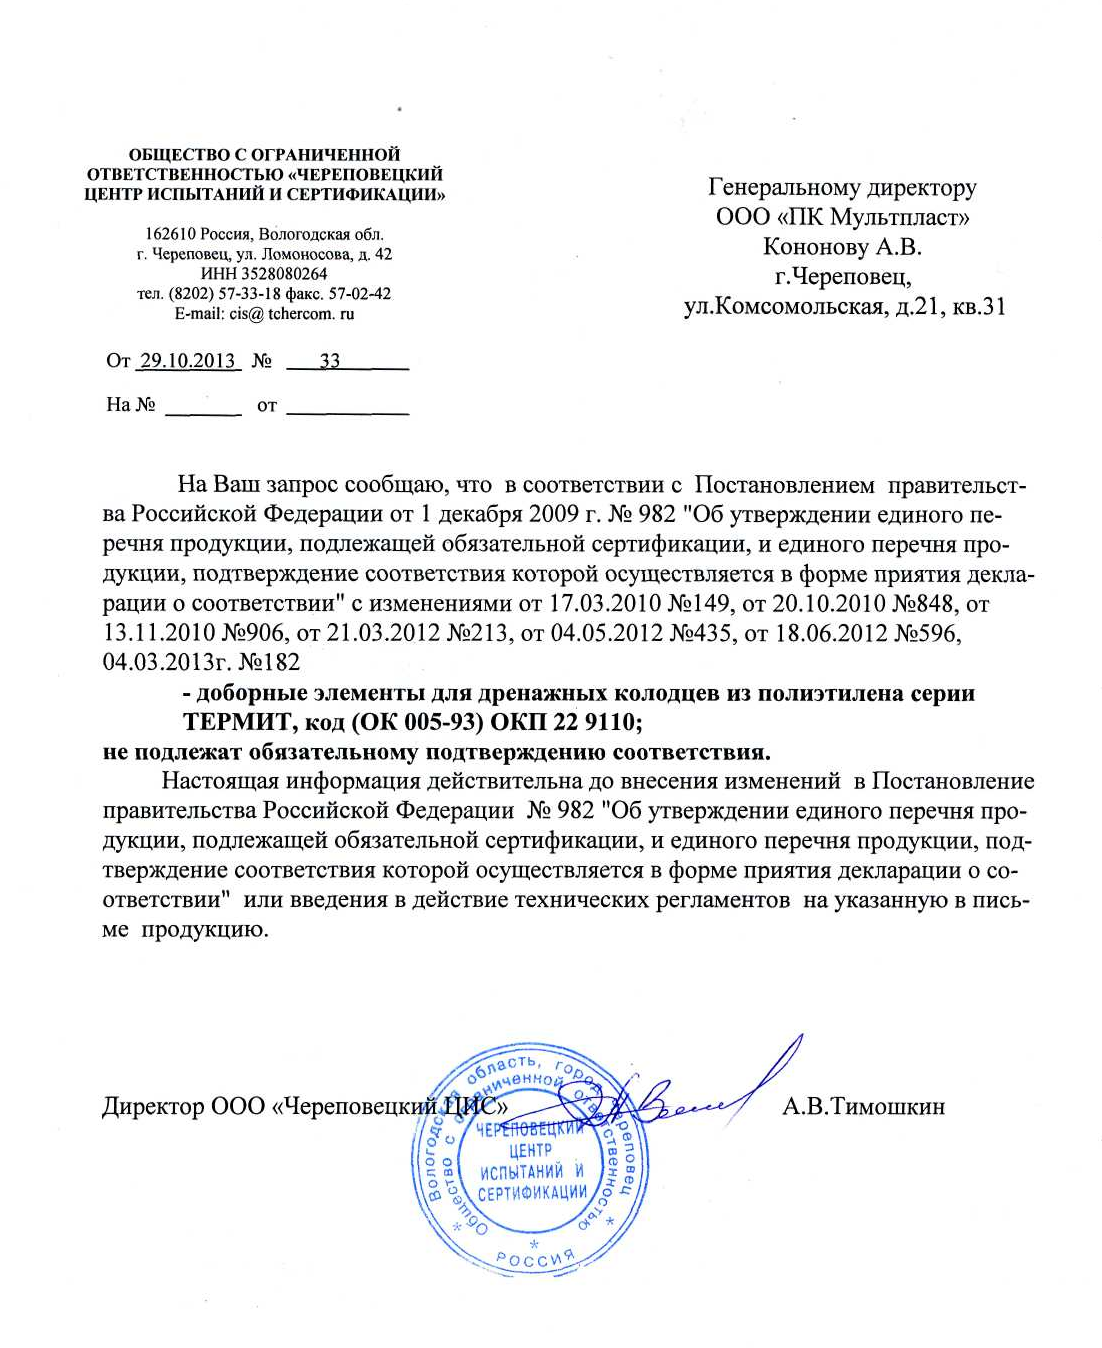 ОБЩЕСТВО С ОГРАНИЧЕННОЙ
ОТВЕТСТВЕННОСТЬЮ «ЧЕРЕПОВЕЦКИЙ
ЦЕНТР ИСПЫТАНИЙ И СЕРТИФИКАЦИИ»
162610 Россия, Вологодская обл.
г. Череповец, ул. Ломоносова, д. 42
ИНН 3528080264
тел. (8202) 57-33-18 факс. 57-02-42
E-mail: cis@ tchercom. ru
От 29.10.2013 № 33
На № _______ от ___________
Генеральному директору
ООО «ПК Мультпласт»
Кононову А.В.
г.Череповец,
ул.Комсомольская, д.21, кв.31
На Ваш запрос сообщаю, что в соответствии с Постановлением правительст-
ва Российской Федерации от 1 декабря 2009 г. № 982 "Об утверждении единого пе-
речня продукции, подлежащей обязательной сертификации, и единого перечня про-
дукции, подтверждение соответствия которой осуществляется в форме приятия декла-
рации о соответствии" с изменениями от 17.03.2010 №149, от 20.10.2010 №848, от
13.11.2010 №906, от 21.03.2012 №213, от 04.05.2012 №435, от 18.06.2012 №596,
04.03.2013г. №182
- доборные элементы для дренажных колодцев из полиэтилена серии
ТЕРМИТ, код (ОК 005-93) ОКП 22 9110;
не подлежат обязательному подтверждению соответствия.
Настоящая информация действительна до внесения изменений в Постановление
правительства Российской Федерации № 982 "Об утверждении единого перечня про-
дукции, подлежащей обязательной сертификации, и единого перечня продукции, под-
тверждение соответствия которой осуществляется в форме приятия декларации о со-
ответствии" или введения в действие технических регламентов на указанную в пись-
ме продукцию.
Директор ООО «Череповецкий ЦИС» А.В.Тимошкин
Вологодская область, город Череповец
Общество с ограниченной ответственностью
ЧЕРЕПОВЕЦКИЙ
ЦЕНТР
ИСПЫТАНИЙ И
СЕРТИФИКАЦИИ
РОССИЯ